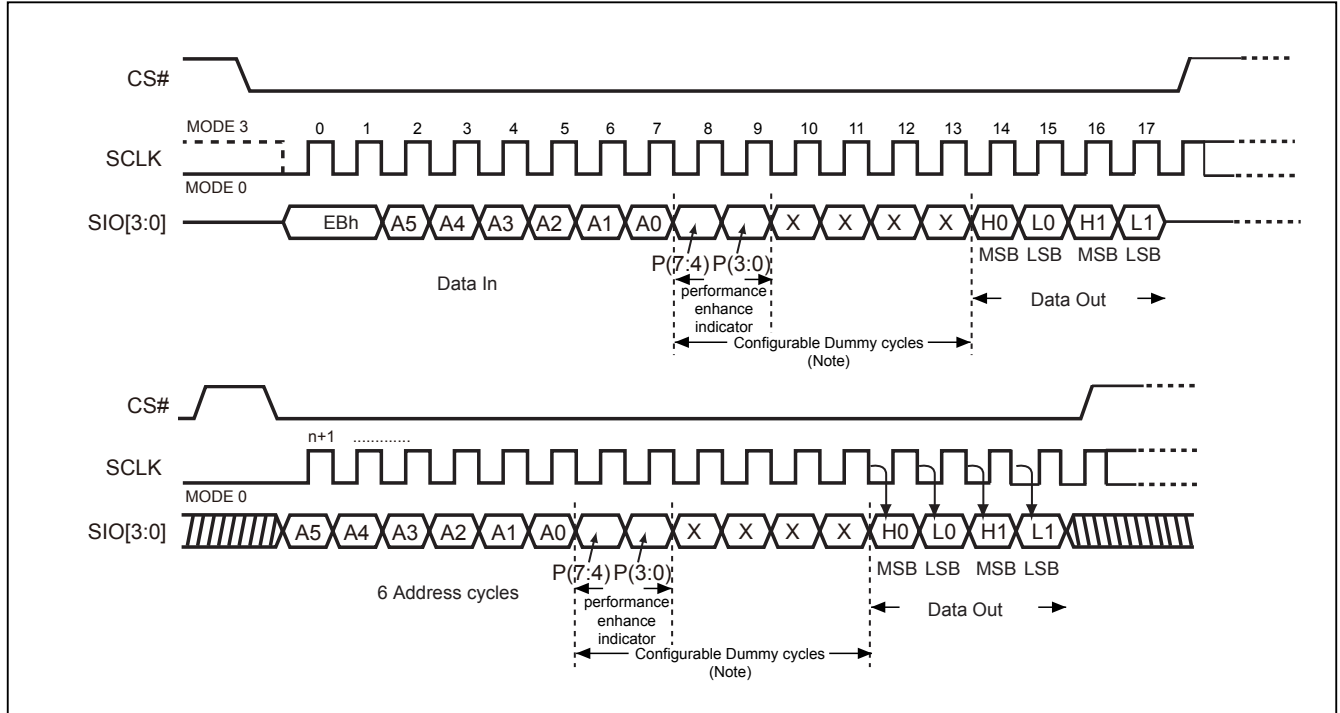 CS#
MODE 3
0 1 2 3 4 5 6 7 8 9 10 11 12 13 14 15 16 17
SCLK
MODE 0
SIO[3:0] EBh A5 A4 A3 A2 A1 A0 X X X X H0 L0 H1 L1
P(7:4) P(3:0) MSB LSB MSB LSB
Data In performance Data Out
enhance
indicator
Configurable Dummy cycles
(Note)
CS#
n+1 .............
SCLK
MODE 0
SIO[3:0] A5 A4 A3 A2 A1 A0 X X X X H0 L0 H1 L1
P(7:4) P(3:0) MSB LSB MSB LSB
6 Address cycles performance Data Out
enhance
indicator
Configurable Dummy cycles
(Note)